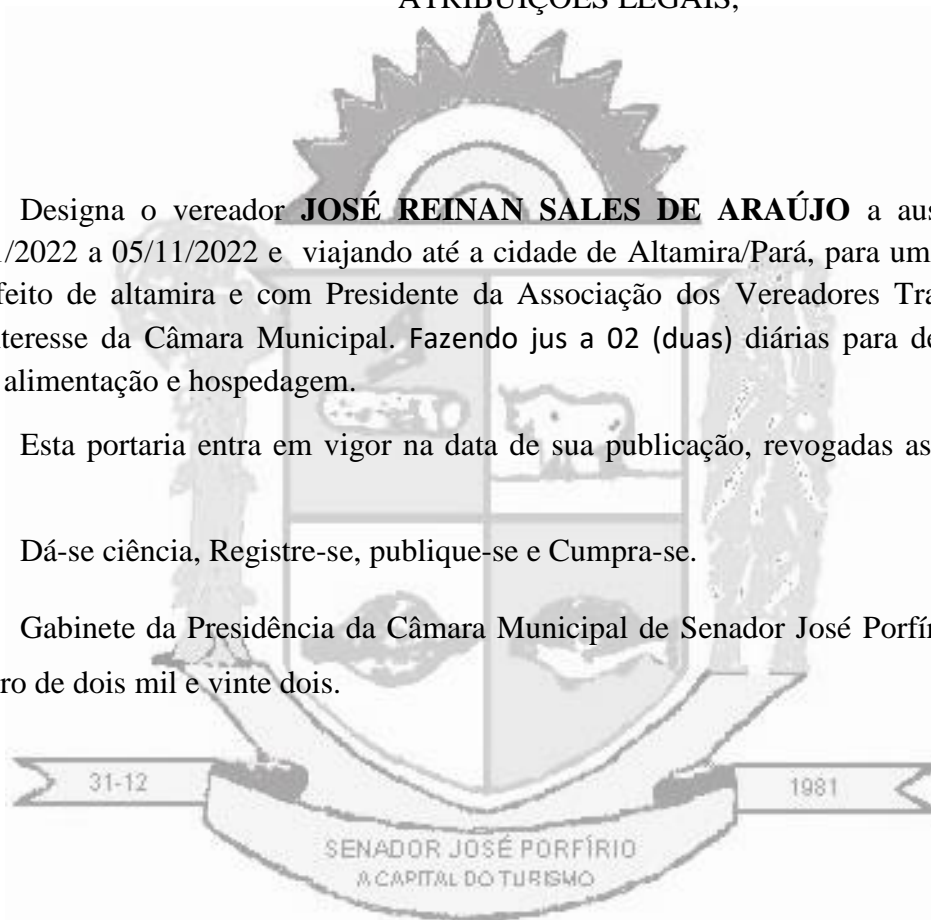 ATRIBUIÇÕES LEGAIS,
Designa o vereador JOSÉ REINAN SALES DE ARAÚJO a aus
1/2022 a 05/11/2022 e viajando até a cidade de Altamira/Pará, para um
feito de altamira e com Presidente da Associação dos Vereadores Tra
nteresse da Câmara Municipal. Fazendo jus a 02 (duas) diárias para de
alimentação e hospedagem.
Esta portaria entra em vigor na data de sua publicação, revogadas as
Dá-se ciência, Registre-se, publique-se e Cumpra-se.
Gabinete da Presidência da Câmara Municipal de Senador José Porfír
ro de dois mil e vinte dois.
31-12
1981
SENADOR JOSÉ PORFÍRIO
A CAPITAL DO TURISMO